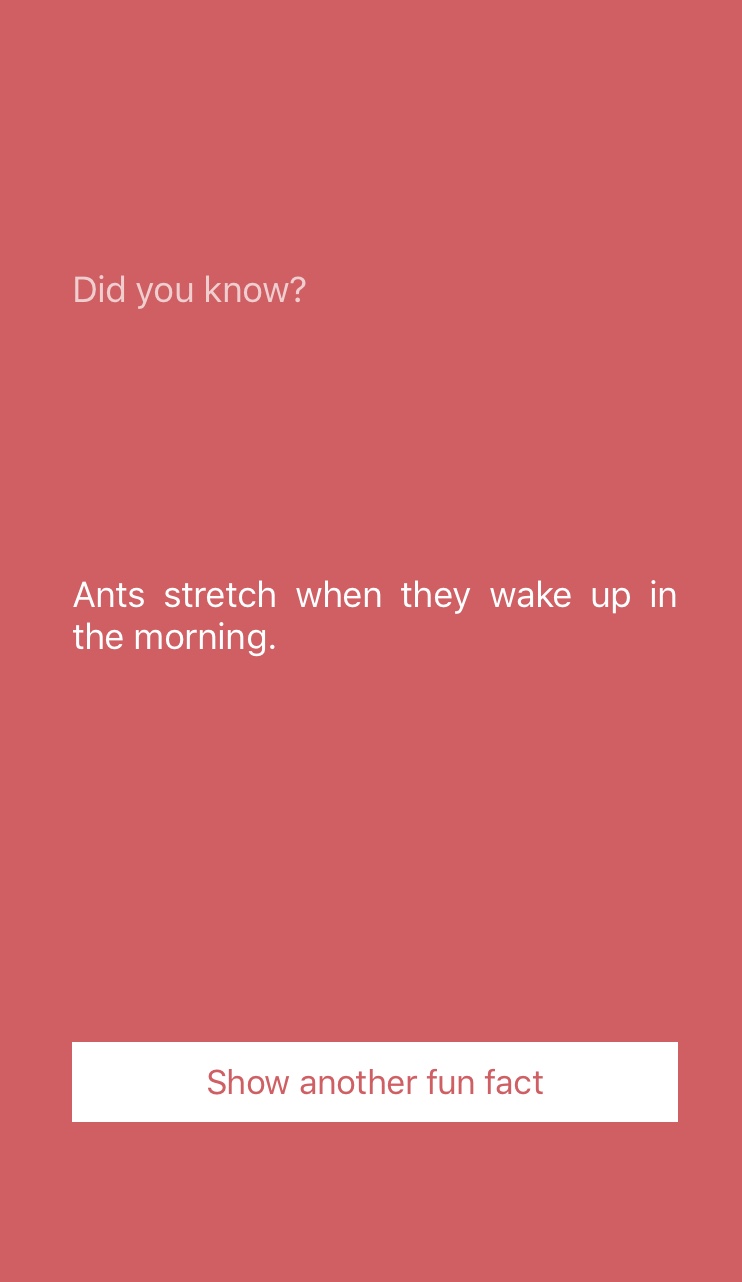 Did you know?
Ants stretch when they wake up in
the morning.
Show another fun fact